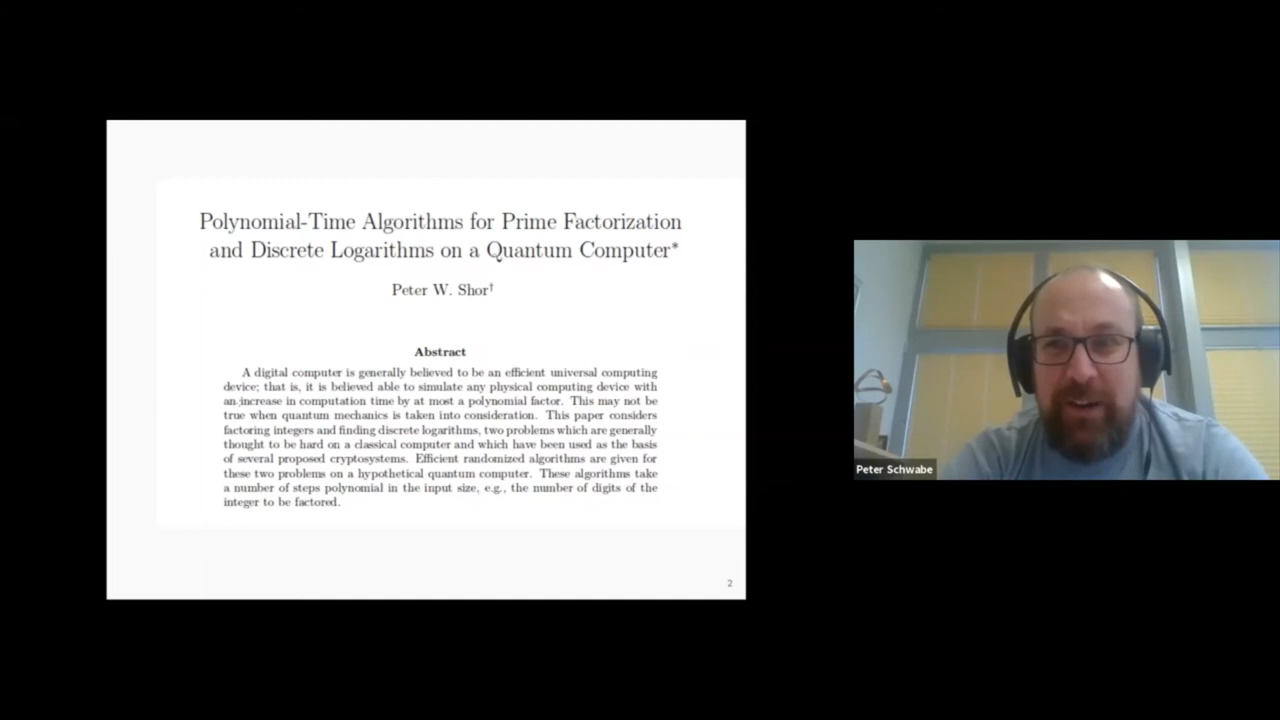 Polynomial-Time Algorithms for Prime Factorization
and Discrete Logarithms on a Quantum Computer*
Peter W. Shor†
Abstract
A digital computer is generally believed to be an efficient universal computing
device; that is, it is believed able to simulate any physical computing device with
an increase in computation time by at most a polynomial factor. This may not be
true when quantum mechanics is taken into consideration. This paper considers
factoring integers and finding discrete logarithms, two problems which are generally
thought to be hard on a classical computer and which have been used as the basis
of several proposed cryptosystems. Efficient randomized algorithms are given for
these two problems on a hypothetical quantum computer. These algorithms take
a number of steps polynomial in the input size, e.g., the number of digits of the
integer to be factored.
2
Peter Schwabe